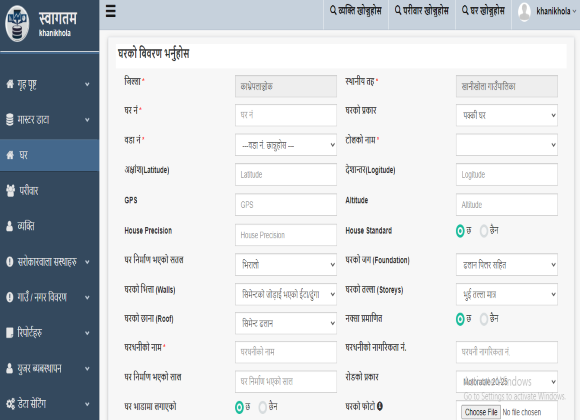 स्वागतम
khanikhola
व्यक्ति खोज्नुहोस परिवार खोज्नुहोस घर खोज्नुहोस khanikhola
गृह पृष्ट
मास्टर डाटा
घर
परीवार
व्यक्ति
सरोकारवाला सस्थाहरु
गाउँ / नगर विवरण
रिपोर्टहरु
युजर ब्यबस्थापन
डेटा सेटिंग
घरको विवरण भर्नुहोस
जिल्ला * काभ्रेपलाञ्चोक स्थानीय तह * खानीखोला गाउँपालिका
घर नं * घर नं घरको प्रकार पक्की घर
वडा नं * ---वडा नं. छान्नुहोस --- टोलको नाम *
अक्षांश(Latitude) Latitude देशान्तर(Logitude) Logitude
GPS GPS Altitude Altitude
House Precision House Precision House Standard छ छैन
घर निर्माण भएको सतल भिरालो घरको जग (Foundation) ढलान पिलर सहित
घरको भित्ता (Walls) सिमेन्टको जोडाई भएको ईटा/ढुंगा घरको तल्ला (Storeys) भुई तल्ला मात्र
घरको छाना (Roof) सिमेन्ट ढलान नक्सा प्रमाणित छ छैन
घरधनीको नाम * घरधनीको नाम घरधनीको नागरिकता नं. घरधनी नागरिकता नं.
घर निर्माण भएको साल घर निर्माण भएको साल रोडको प्रकार Motorable 20-25
Go to Settings to activate Windows.
घर भाडामा लगाएको छ छैन घरको फोटो Choose File No file chosen